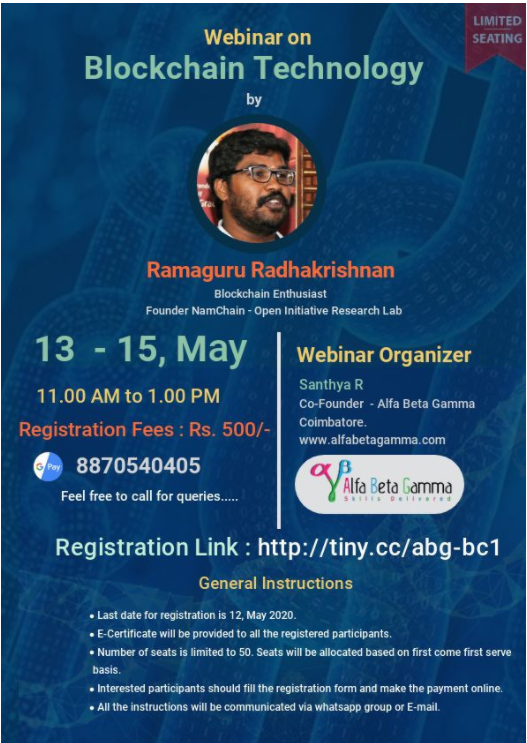 LIMITED
SEATING
Webinar on
Blockchain Technology
by
Ramaguru Radhakrishnan
Blockchain Enthusiast
Founder NamChain - Open Initiative Research Lab
13 - 15, May
11.00 AM to 1.00 PM
Registration Fees : Rs. 500/-
G Pay 8870540405
Feel free to call for queries.....
Webinar Organizer
Santhya R
Co-Founder - Alfa Beta Gamma
Coimbatore.
www.alfabetagamma.com
αβγ
Alfa Beta Gamma
Skills Delivered
Registration Link : http://tiny.cc/abg-bc1
General Instructions
• Last date for registration is 12, May 2020.
• E-Certificate will be provided to all the registered participants.
• Number of seats is limited to 50. Seats will be allocated based on first come first serve
basis.
• Interested participants should fill the registration form and make the payment online.
• All the instructions will be communicated via whatsapp group or E-mail.